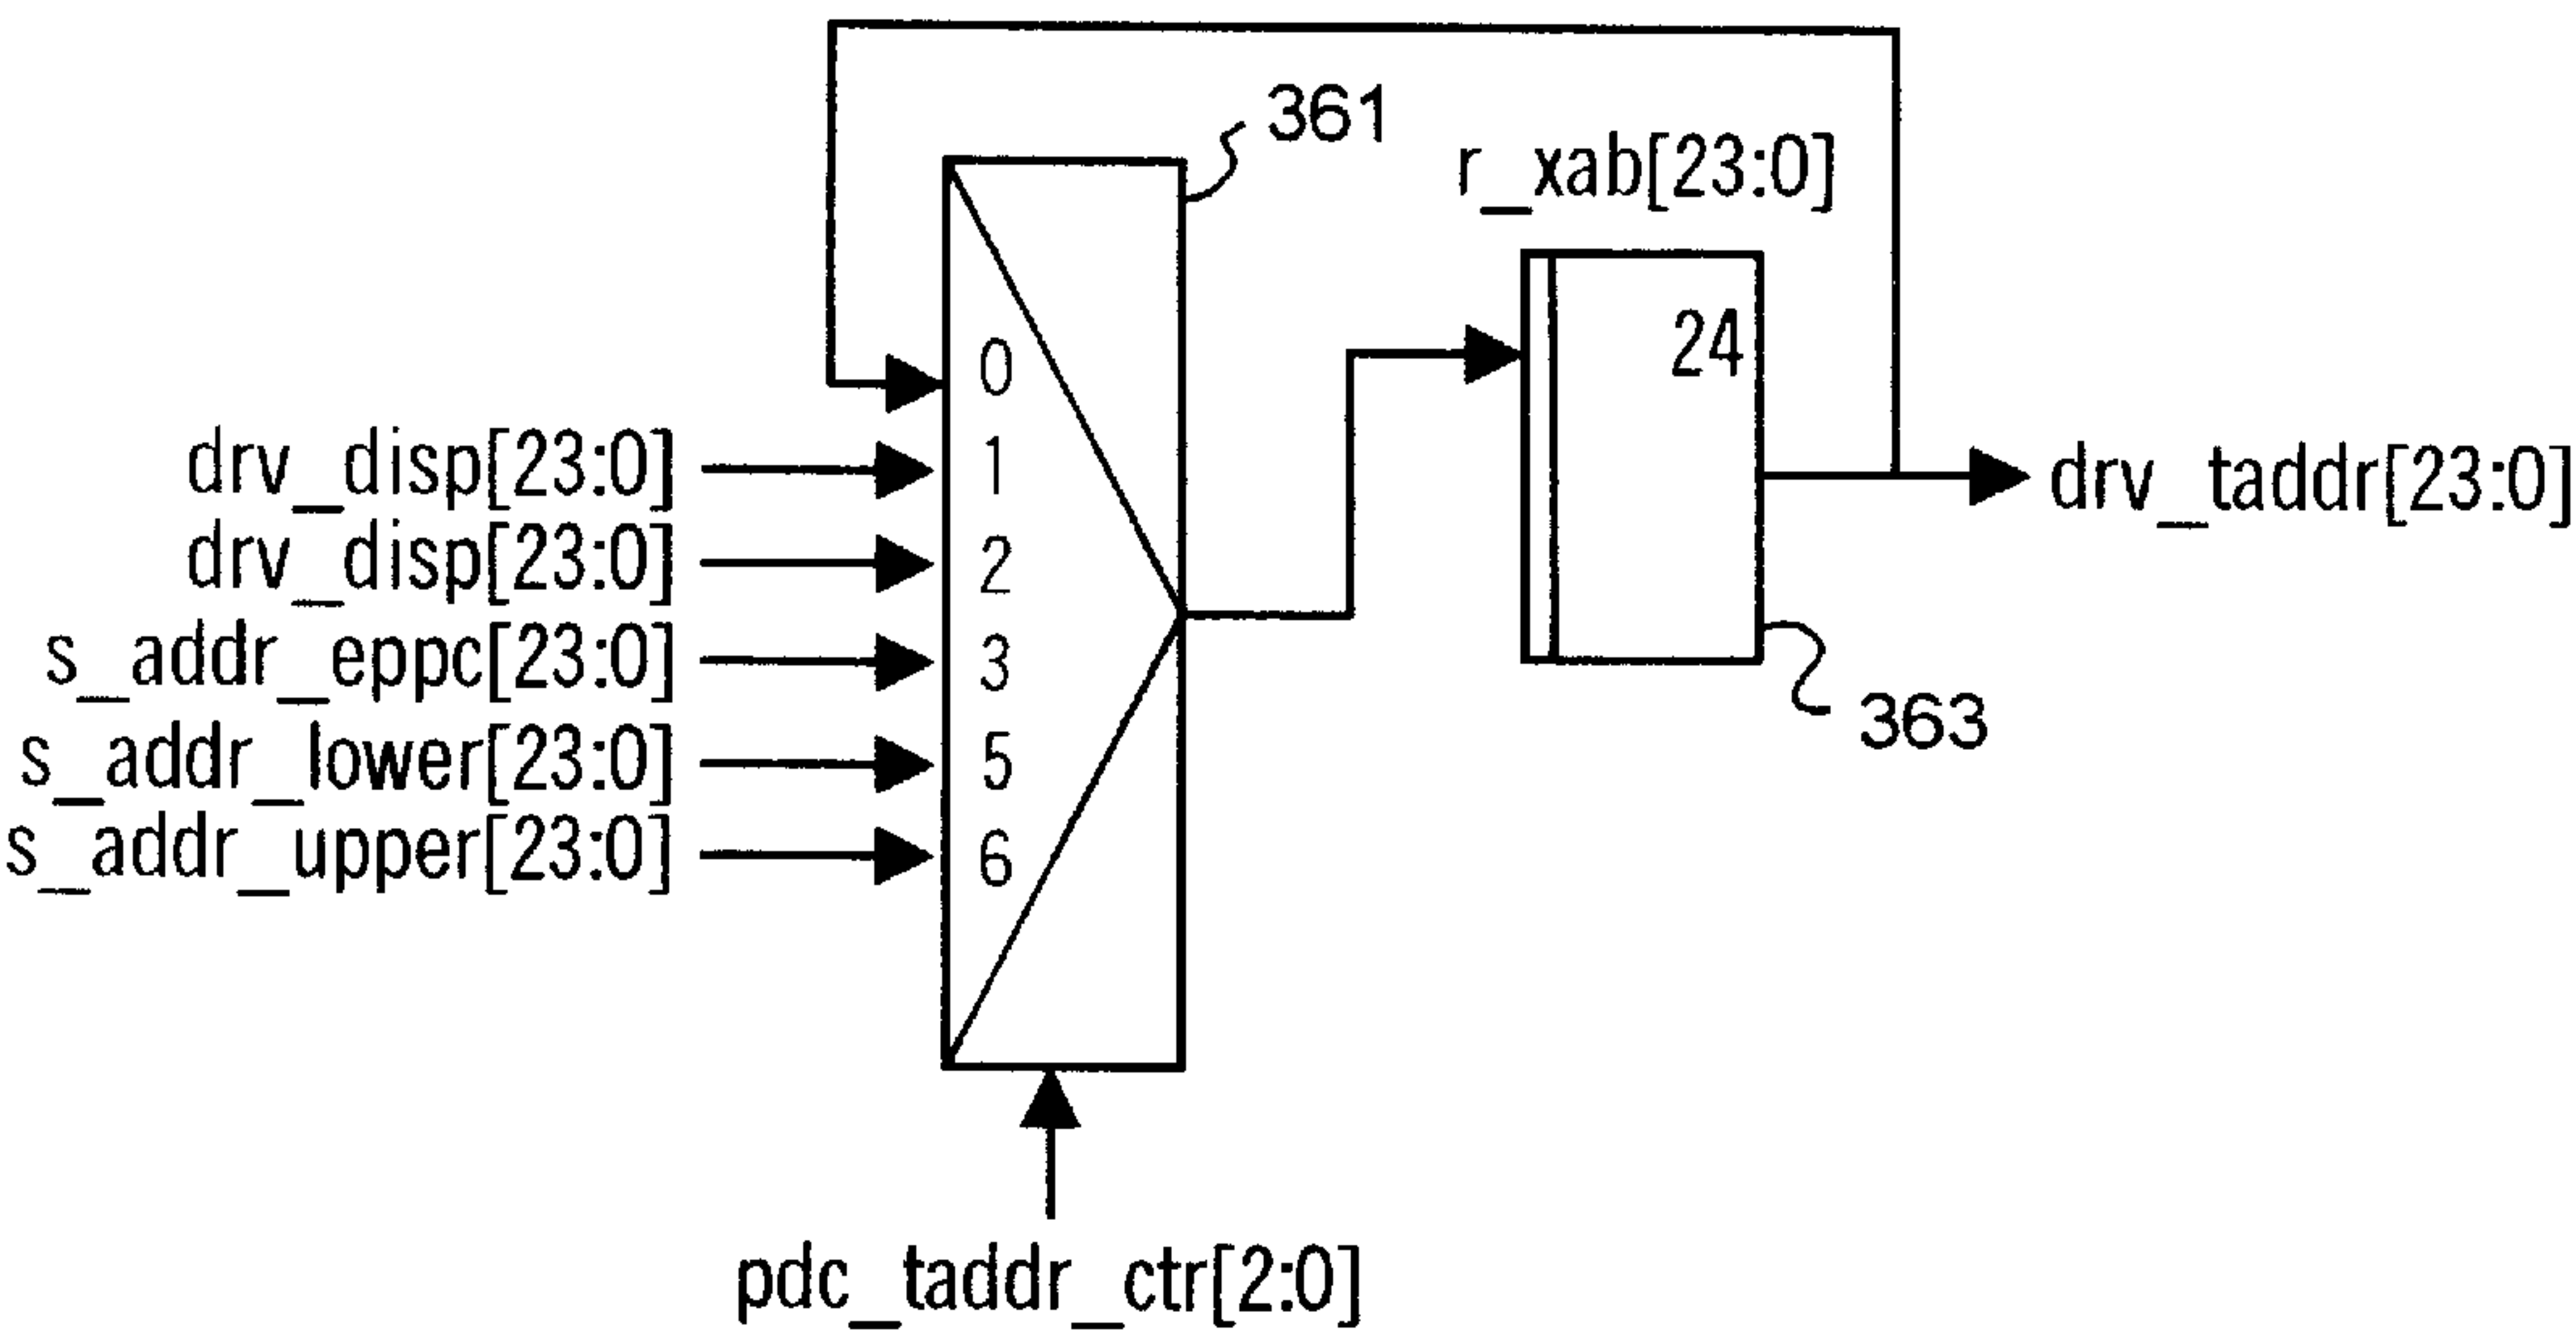 361
r_xab[23:0]
24
0
drv_disp[23:0] 1
drv_taddr[23:0]
drv_disp[23:0] 2
s_addr_eppc[23:0] 3
363
s_addr_lower[23:0] 5
s_addr_upper[23:0] 6
pdc_taddr_ctr[2:0]